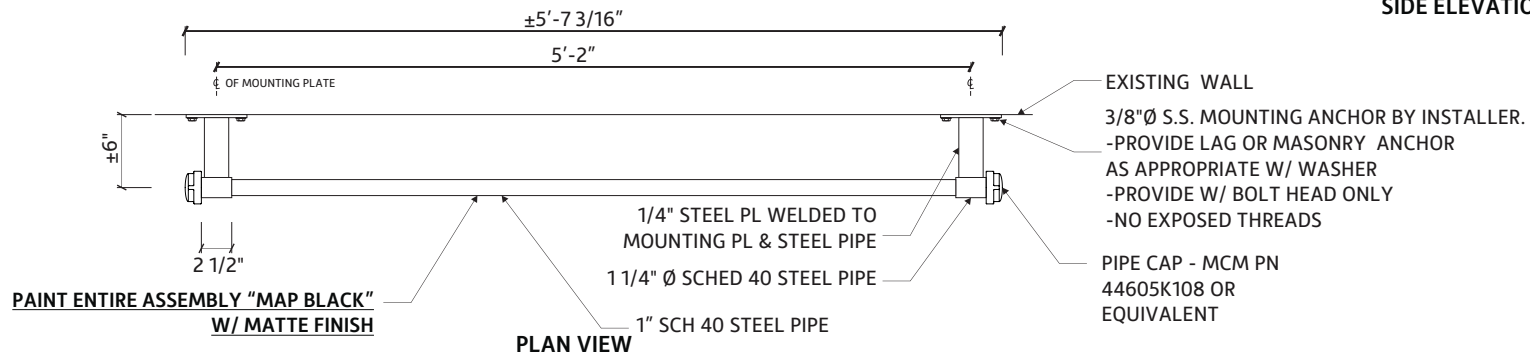 SIDE ELEVATIO
±5'-7 3/16"
5'-2"
℄ OF MOUNTING PLATE
℄
±6"
2 1/2"
EXISTING WALL
3/8"Ø S.S. MOUNTING ANCHOR BY INSTALLER.
-PROVIDE LAG OR MASONRY ANCHOR
AS APPROPRIATE W/ WASHER
-PROVIDE W/ BOLT HEAD ONLY
-NO EXPOSED THREADS
1/4" STEEL PL WELDED TO
MOUNTING PL & STEEL PIPE
1 1/4" Ø SCHED 40 STEEL PIPE
PIPE CAP - MCM PN
44605K108 OR
EQUIVALENT
PAINT ENTIRE ASSEMBLY “MAP BLACK”
W/ MATTE FINISH
1” SCH 40 STEEL PIPE
PLAN VIEW